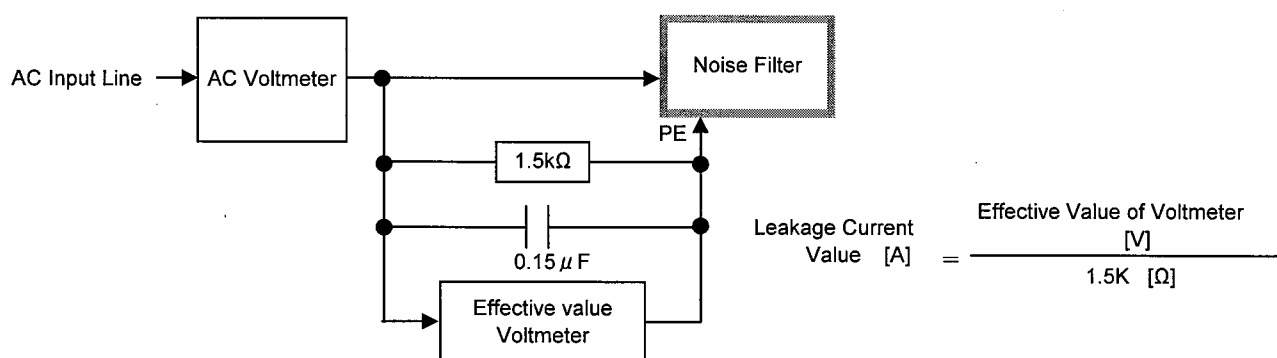 AC Input Line
AC Voltmeter
Noise Filter
PE
1.5kΩ
0.15 μ F
Effective value
Voltmeter
Leakage Current
Value [A]
=
Effective Value of Voltmeter
[V]
1.5K [Ω]